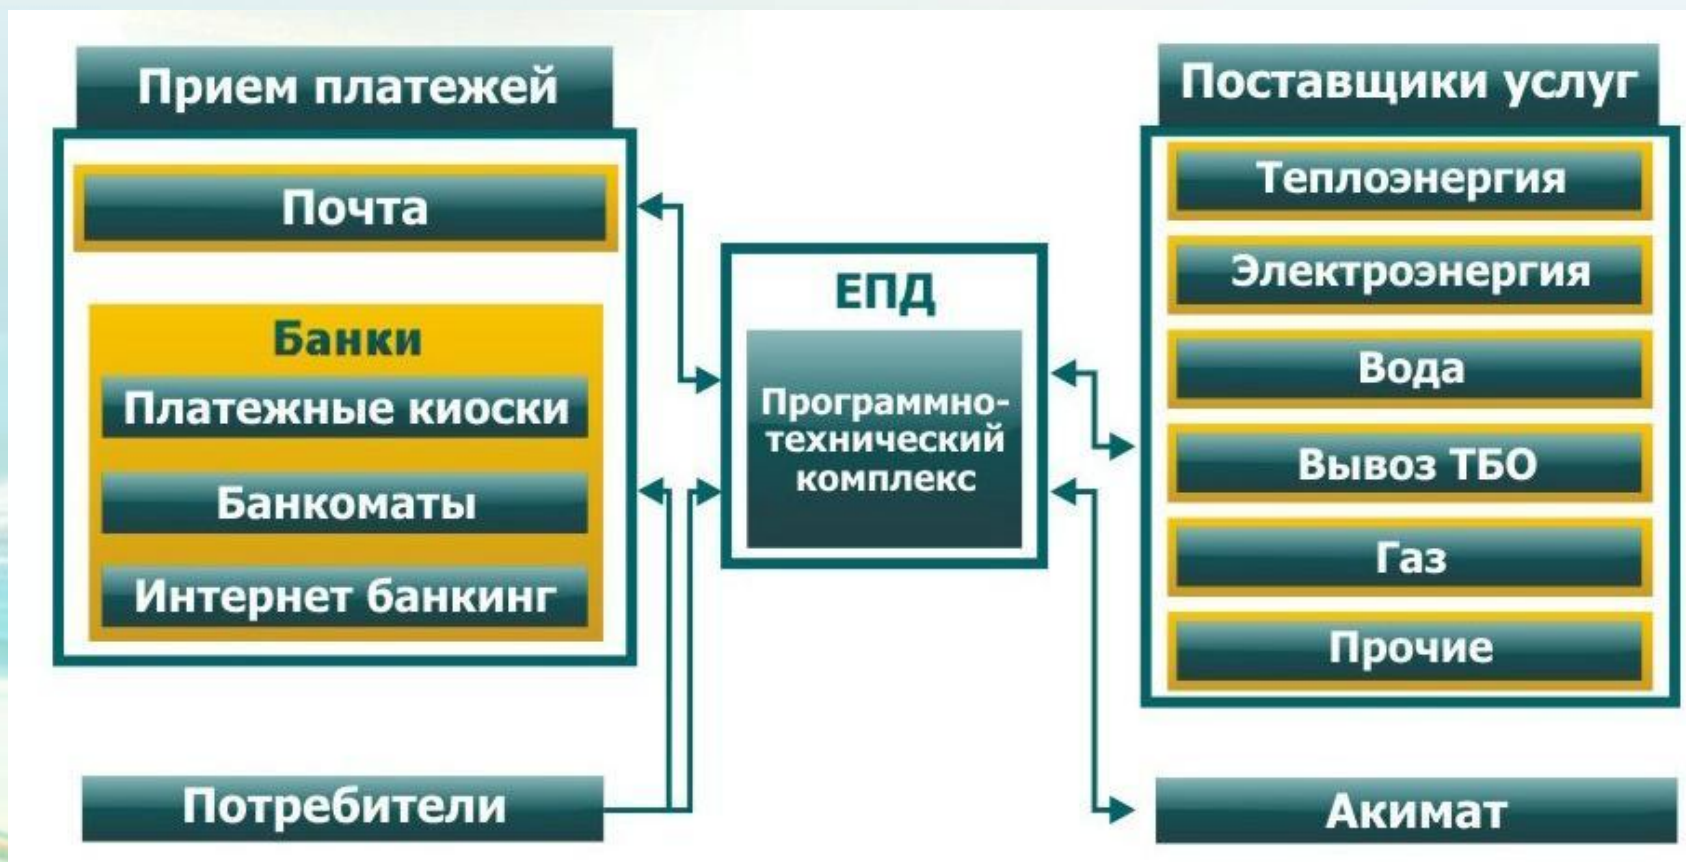 Прием платежей
Почта
Банки
Платежные киоски
Банкоматы
Интернет банкинг
Потребители
ЕПД
Программно-
технический
комплекс
Поставщики услуг
Теплоэнергия
Электроэнергия
Вода
Вывоз ТБО
Газ
Прочие
Акимат